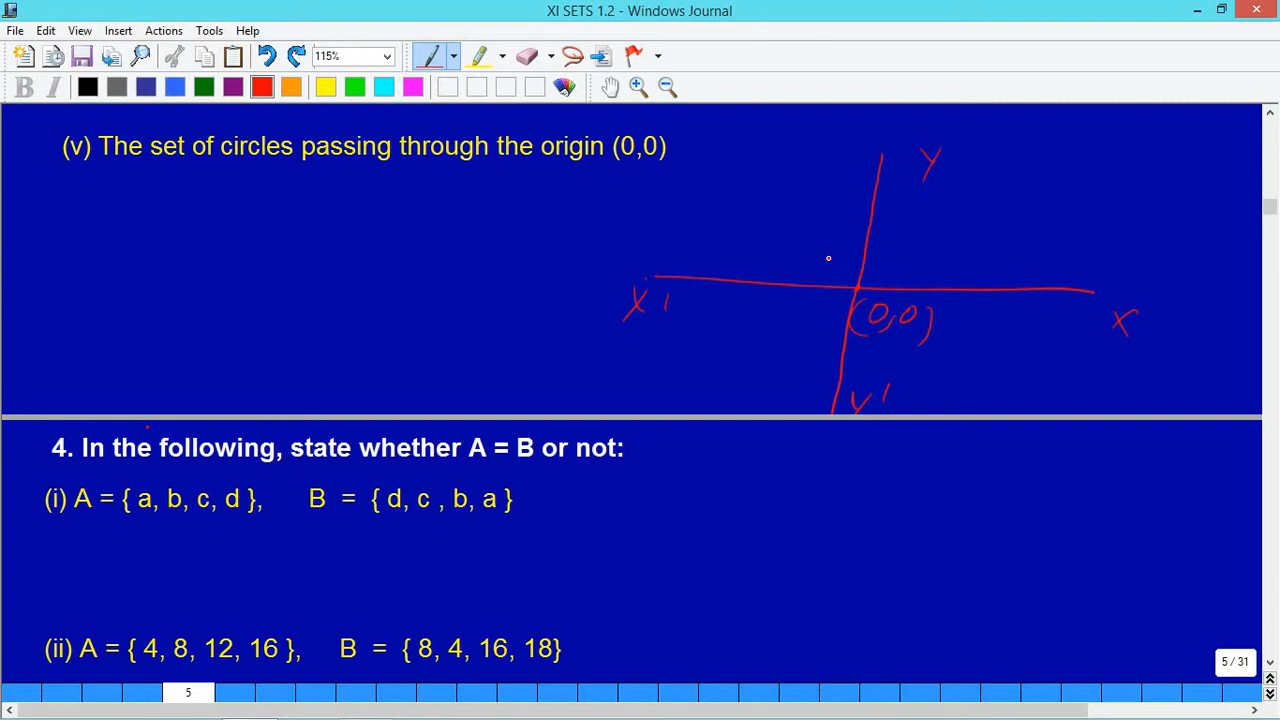 XI SETS 1.2 - Windows Journal
File Edit View Insert Actions Tools Help
115%
B I
(v) The set of circles passing through the origin (0,0)
Y
X'
(0,0)
X
Y'
4. In the following, state whether A = B or not:
(i) A = { a, b, c, d }, B = { d, c , b, a }
(ii) A = { 4, 8, 12, 16 }, B = { 8, 4, 16, 18}
5 / 31
5